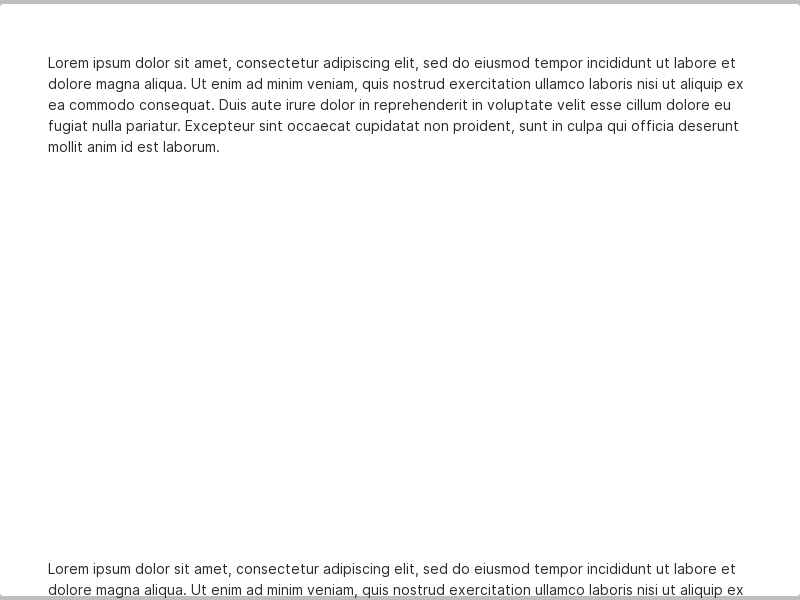 Lorem ipsum dolor sit amet, consectetur adipiscing elit, sed do eiusmod tempor incididunt ut labore et
dolore magna aliqua. Ut enim ad minim veniam, quis nostrud exercitation ullamco laboris nisi ut aliquip ex
ea commodo consequat. Duis aute irure dolor in reprehenderit in voluptate velit esse cillum dolore eu
fugiat nulla pariatur. Excepteur sint occaecat cupidatat non proident, sunt in culpa qui officia deserunt
mollit anim id est laborum.
Lorem ipsum dolor sit amet, consectetur adipiscing elit, sed do eiusmod tempor incididunt ut labore et
dolore magna aliqua. Ut enim ad minim veniam, quis nostrud exercitation ullamco laboris nisi ut aliquip ex